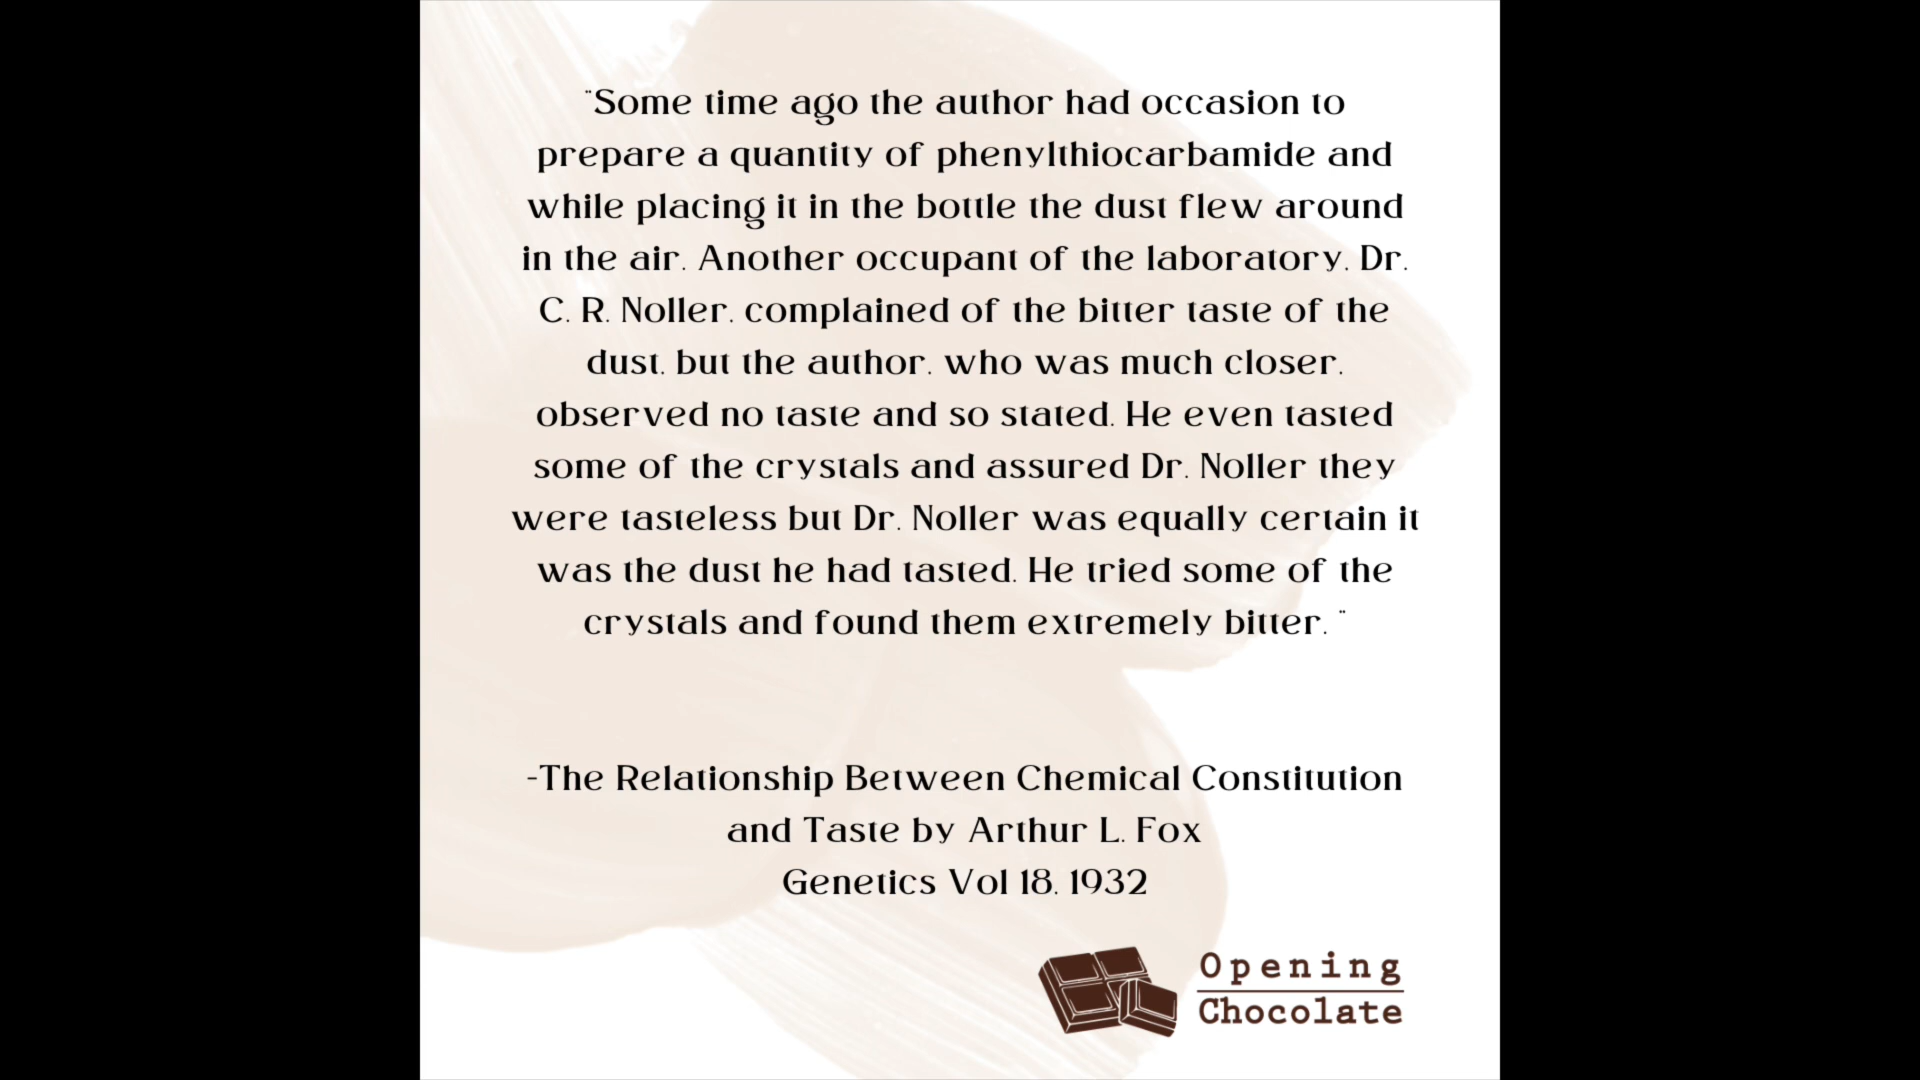 "Some time ago the author had occasion to
prepare a quantity of phenylthiocarbamide and
while placing it in the bottle the dust flew around
in the air. Another occupant of the laboratory, Dr.
C. R. Noller, complained of the bitter taste of the
dust, but the author, who was much closer,
observed no taste and so stated. He even tasted
some of the crystals and assured Dr. Noller they
were tasteless but Dr. Noller was equally certain it
was the dust he had tasted. He tried some of the
crystals and found them extremely bitter. "
-The Relationship Between Chemical Constitution
and Taste by Arthur L. Fox
Genetics Vol 18, 1932
Opening
Chocolate